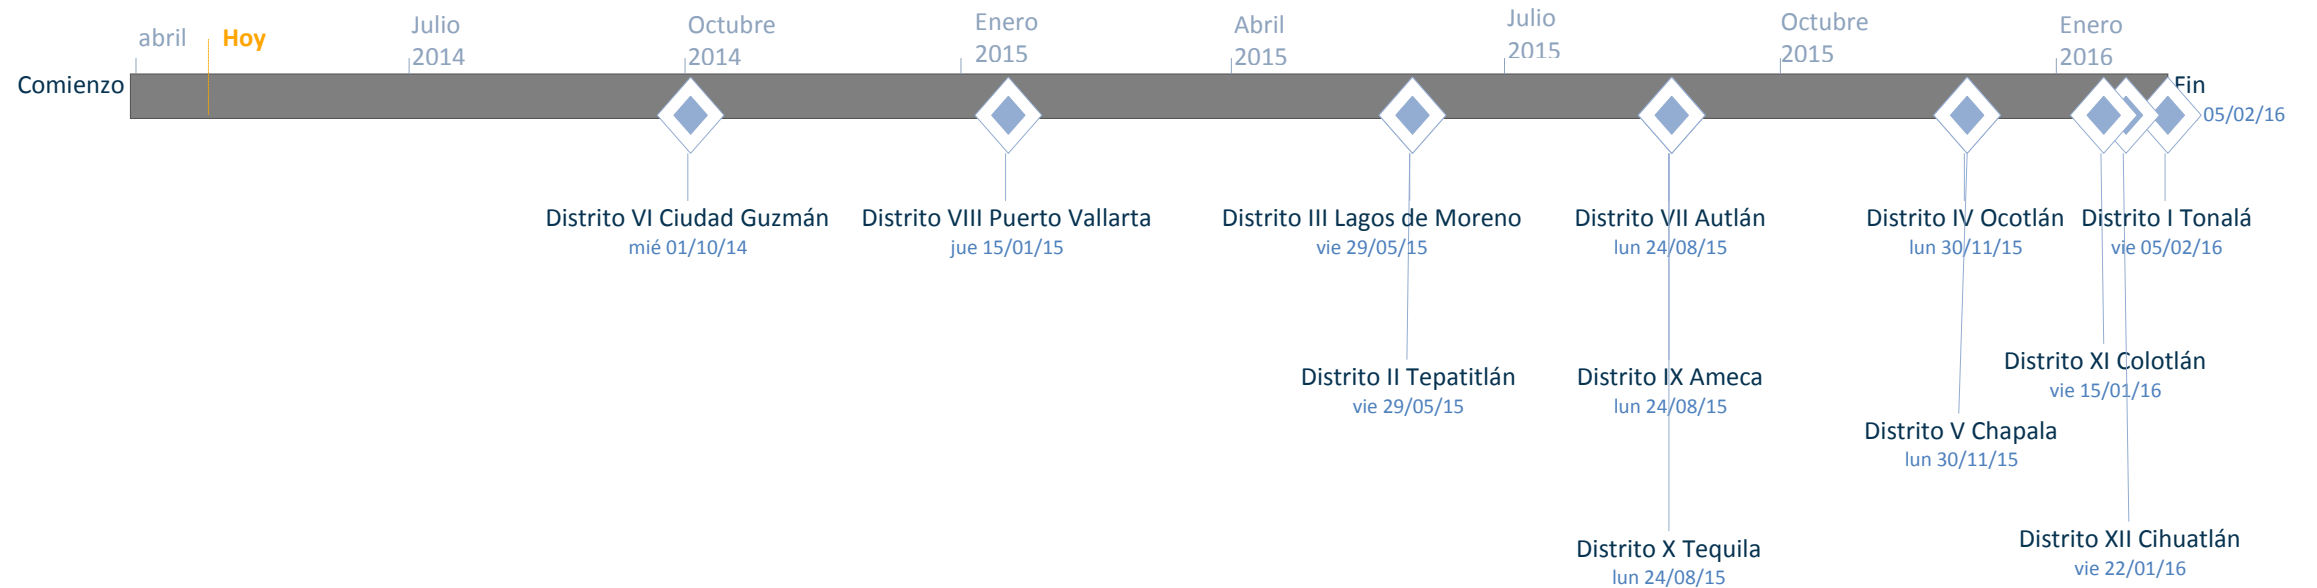 abril
Hoy
Julio
2014
Octubre
2014
Enero
2015
Abril
2015
Julio
2015
Octubre
2015
Enero
2016
Comienzo
Fin
05/02/16
Distrito VI Ciudad Guzmán
mié 01/10/14
Distrito VIII Puerto Vallarta
jue 15/01/15
Distrito III Lagos de Moreno
vie 29/05/15
Distrito VII Autlán
lun 24/08/15
Distrito IV Ocotlán
lun 30/11/15
Distrito I Tonalá
vie 05/02/16
Distrito II Tepatitlán
vie 29/05/15
Distrito IX Ameca
lun 24/08/15
Distrito XI Colotlán
vie 15/01/16
Distrito V Chapala
lun 30/11/15
Distrito X Tequila
lun 24/08/15
Distrito XII Cihuatlán
vie 22/01/16